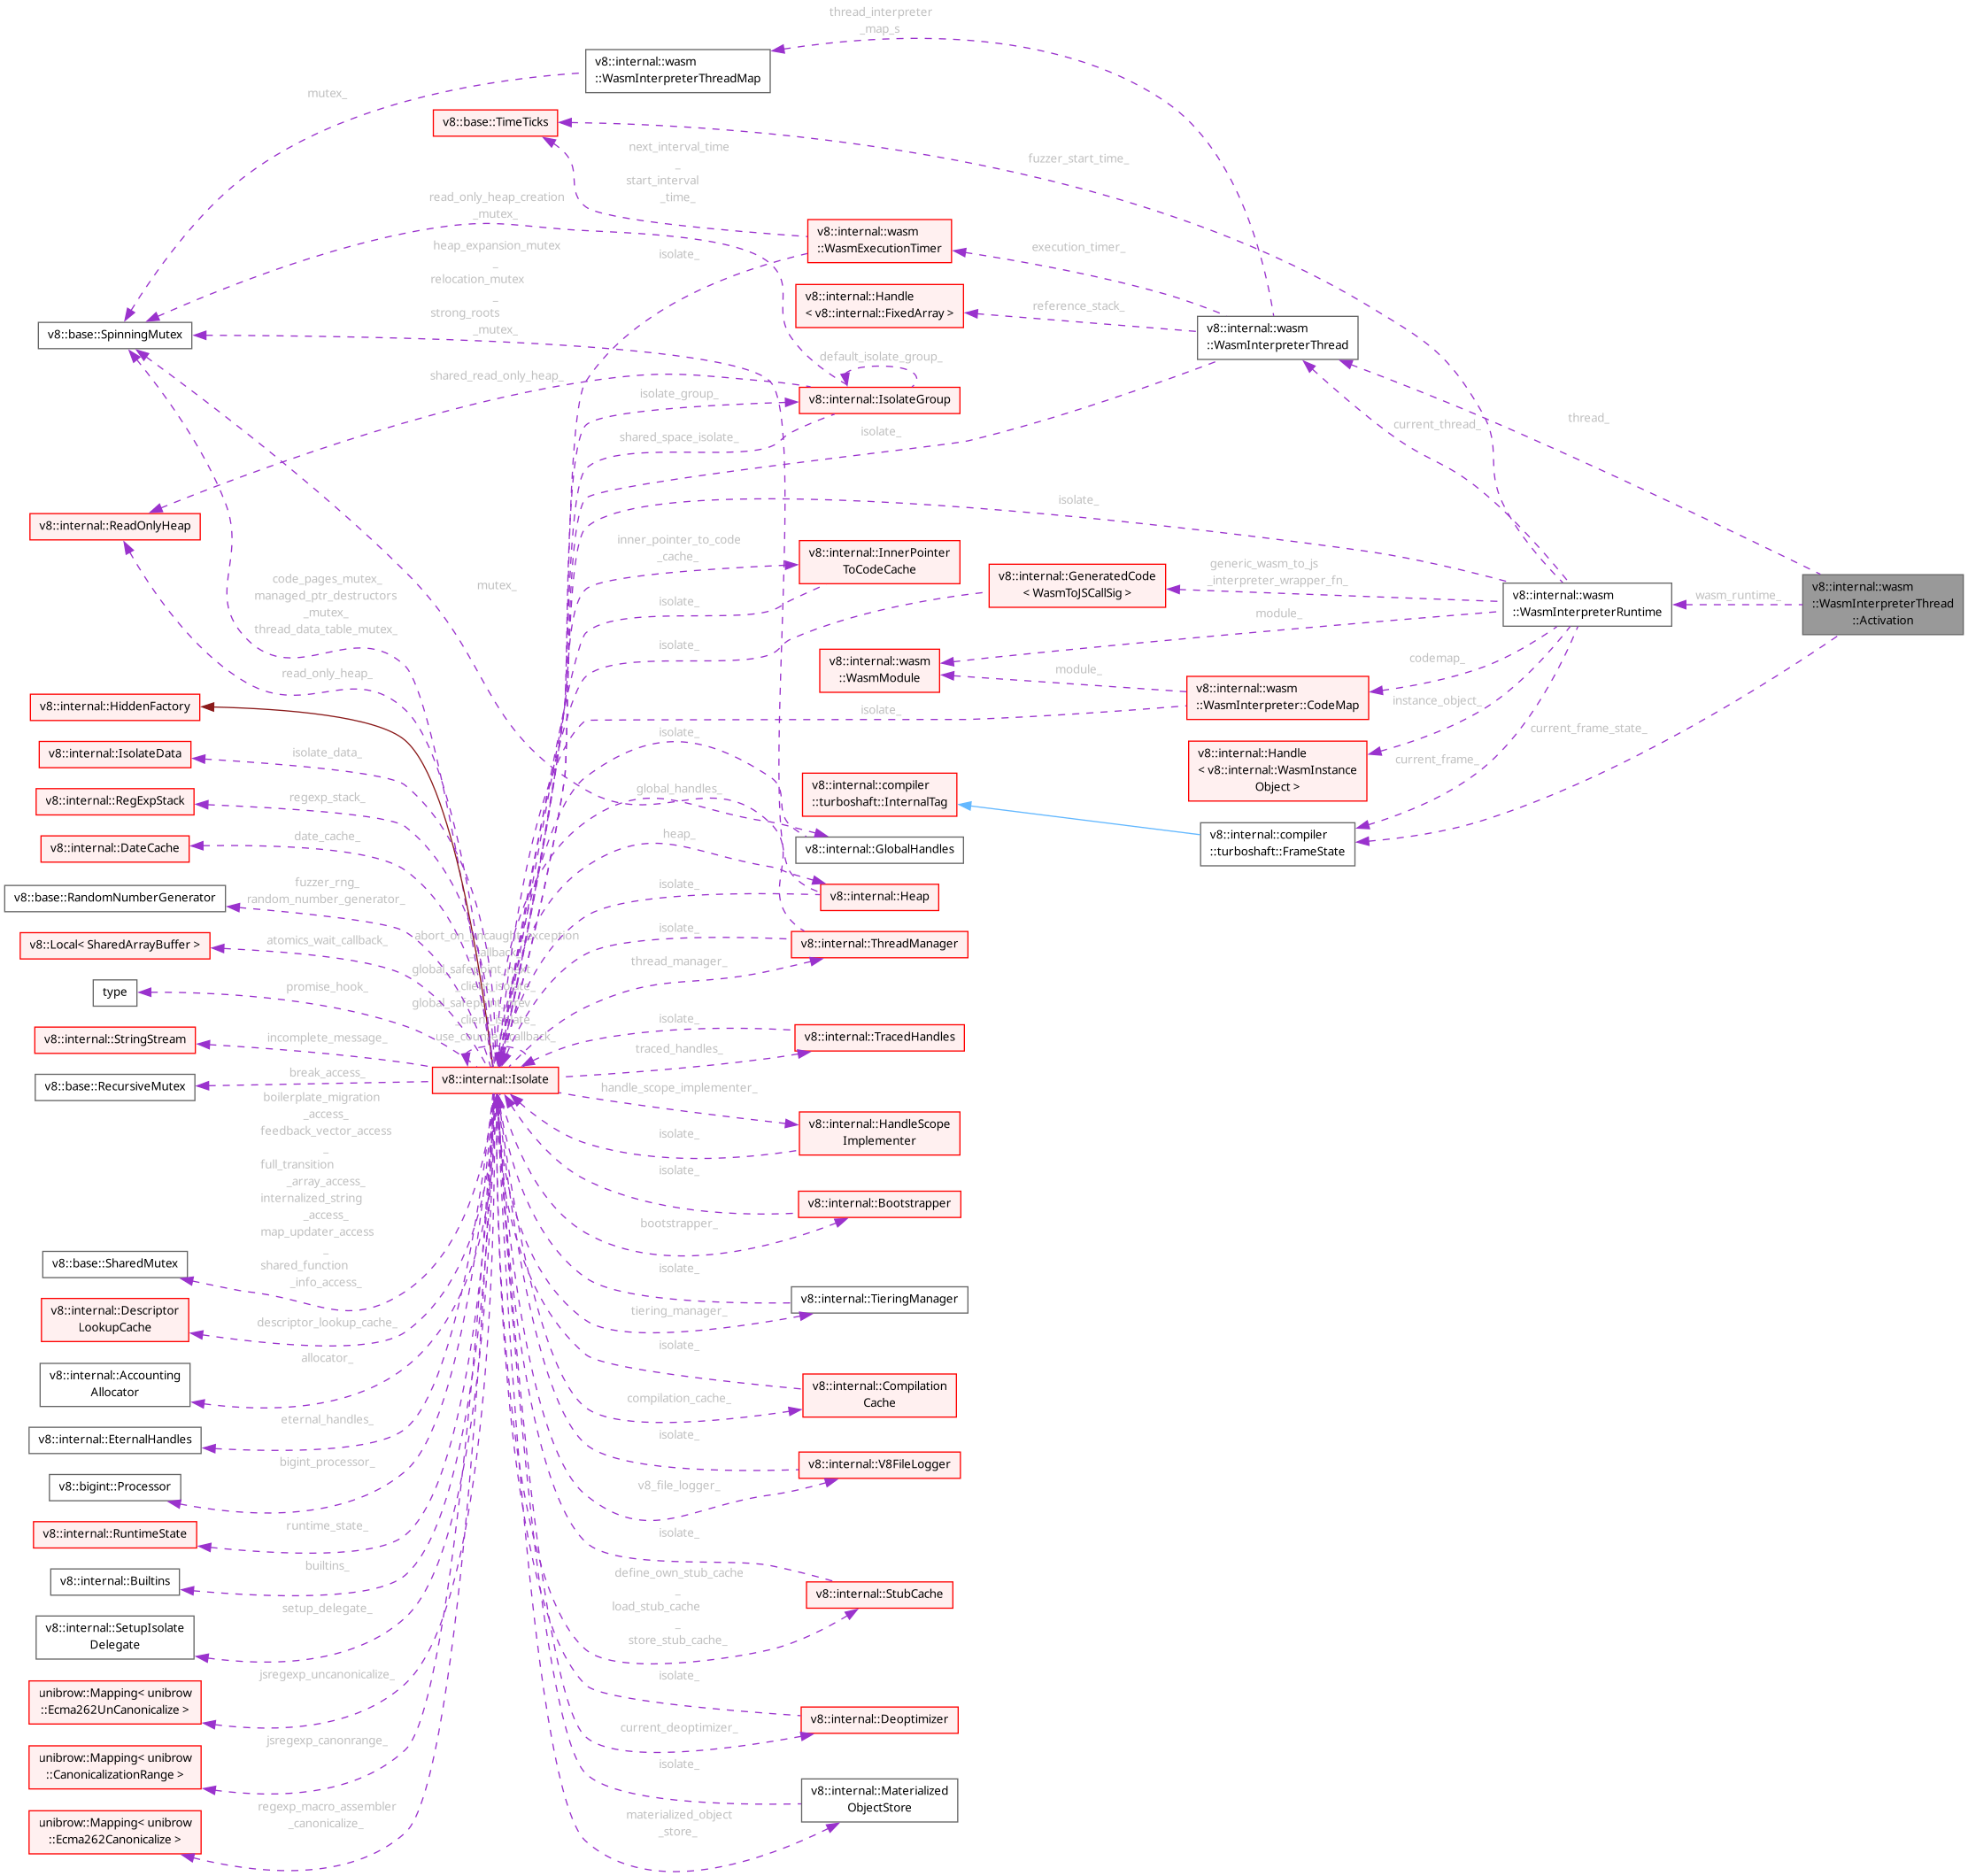 thread_interpreter
_map_s
v8::internal::wasm
::WasmInterpreterThreadMap
mutex_
v8::base::TimeTicks
next_interval_time
_
start_interval
_time_
fuzzer_start_time_
read_only_heap_creation
_mutex_
v8::internal::wasm
::WasmExecutionTimer
execution_timer_
heap_expansion_mutex
_
relocation_mutex
_
strong_roots
_mutex_
isolate_
v8::internal::Handle
< v8::internal::FixedArray >
reference_stack_
v8::base::SpinningMutex
v8::internal::wasm
::WasmInterpreterThread
default_isolate_group_
shared_read_only_heap_
isolate_group_
v8::internal::IsolateGroup
shared_space_isolate_
isolate_
current_thread_
thread_
v8::internal::ReadOnlyHeap
isolate_
inner_pointer_to_code
_cache_
v8::internal::InnerPointer
ToCodeCache
generic_wasm_to_js
_interpreter_wrapper_fn_
code_pages_mutex_
managed_ptr_destructors
_mutex_
thread_data_table_mutex_
mutex_
isolate_
v8::internal::GeneratedCode
< WasmToJSCallSig >
v8::internal::wasm
::WasmInterpreterRuntime
wasm_runtime_
v8::internal::wasm
::WasmInterpreterThread
::Activation
module_
isolate_
read_only_heap_
v8::internal::wasm
::WasmModule
module_
codemap_
v8::internal::wasm
::WasmInterpreter::CodeMap
v8::internal::HiddenFactory
isolate_
instance_object_
isolate_
current_frame_state_
v8::internal::IsolateData
isolate_data_
v8::internal::Handle
< v8::internal::WasmInstance
Object >
current_frame_
v8::internal::RegExpStack
regexp_stack_
global_handles_
v8::internal::compiler
::turboshaft::InternalTag
v8::internal::DateCache
date_cache_
heap_
v8::internal::GlobalHandles
v8::internal::compiler
::turboshaft::FrameState
v8::base::RandomNumberGenerator
fuzzer_rng_
random_number_generator_
isolate_
v8::internal::Heap
v8::Local< SharedArrayBuffer >
atomics_wait_callback_
abort_on_uncaught_exception
_callback_
global_safepoint_next
_client_isolate_
global_safepoint_prev
_client_isolate_
use_counter_callback_
isolate_
v8::internal::ThreadManager
thread_manager_
type
promise_hook_
v8::internal::StringStream
incomplete_message_
isolate_
v8::internal::TracedHandles
traced_handles_
v8::base::RecursiveMutex
break_access_
v8::internal::Isolate
handle_scope_implementer_
v8::internal::HandleScope
Implementer
isolate_
boilerplate_migration
_access_
feedback_vector_access
_
full_transition
_array_access_
internalized_string
_access_
map_updater_access
_
shared_function
_info_access_
isolate_
v8::internal::Bootstrapper
bootstrapper_
v8::base::SharedMutex
isolate_
v8::internal::TieringManager
tiering_manager_
v8::internal::Descriptor
LookupCache
descriptor_lookup_cache_
isolate_
v8::internal::Accounting
Allocator
allocator_
v8::internal::Compilation
Cache
compilation_cache_
v8::internal::EternalHandles
eternal_handles_
isolate_
v8::internal::V8FileLogger
v8_file_logger_
v8::bigint::Processor
bigint_processor_
v8::internal::RuntimeState
runtime_state_
isolate_
v8::internal::Builtins
builtins_
define_own_stub_cache
_
load_stub_cache
_
store_stub_cache_
v8::internal::StubCache
v8::internal::SetupIsolate
Delegate
setup_delegate_
isolate_
unibrow::Mapping< unibrow
::Ecma262UnCanonicalize >
jsregexp_uncanonicalize_
v8::internal::Deoptimizer
current_deoptimizer_
unibrow::Mapping< unibrow
::CanonicalizationRange >
jsregexp_canonrange_
isolate_
v8::internal::Materialized
ObjectStore
materialized_object
_store_
unibrow::Mapping< unibrow
::Ecma262Canonicalize >
regexp_macro_assembler
_canonicalize_